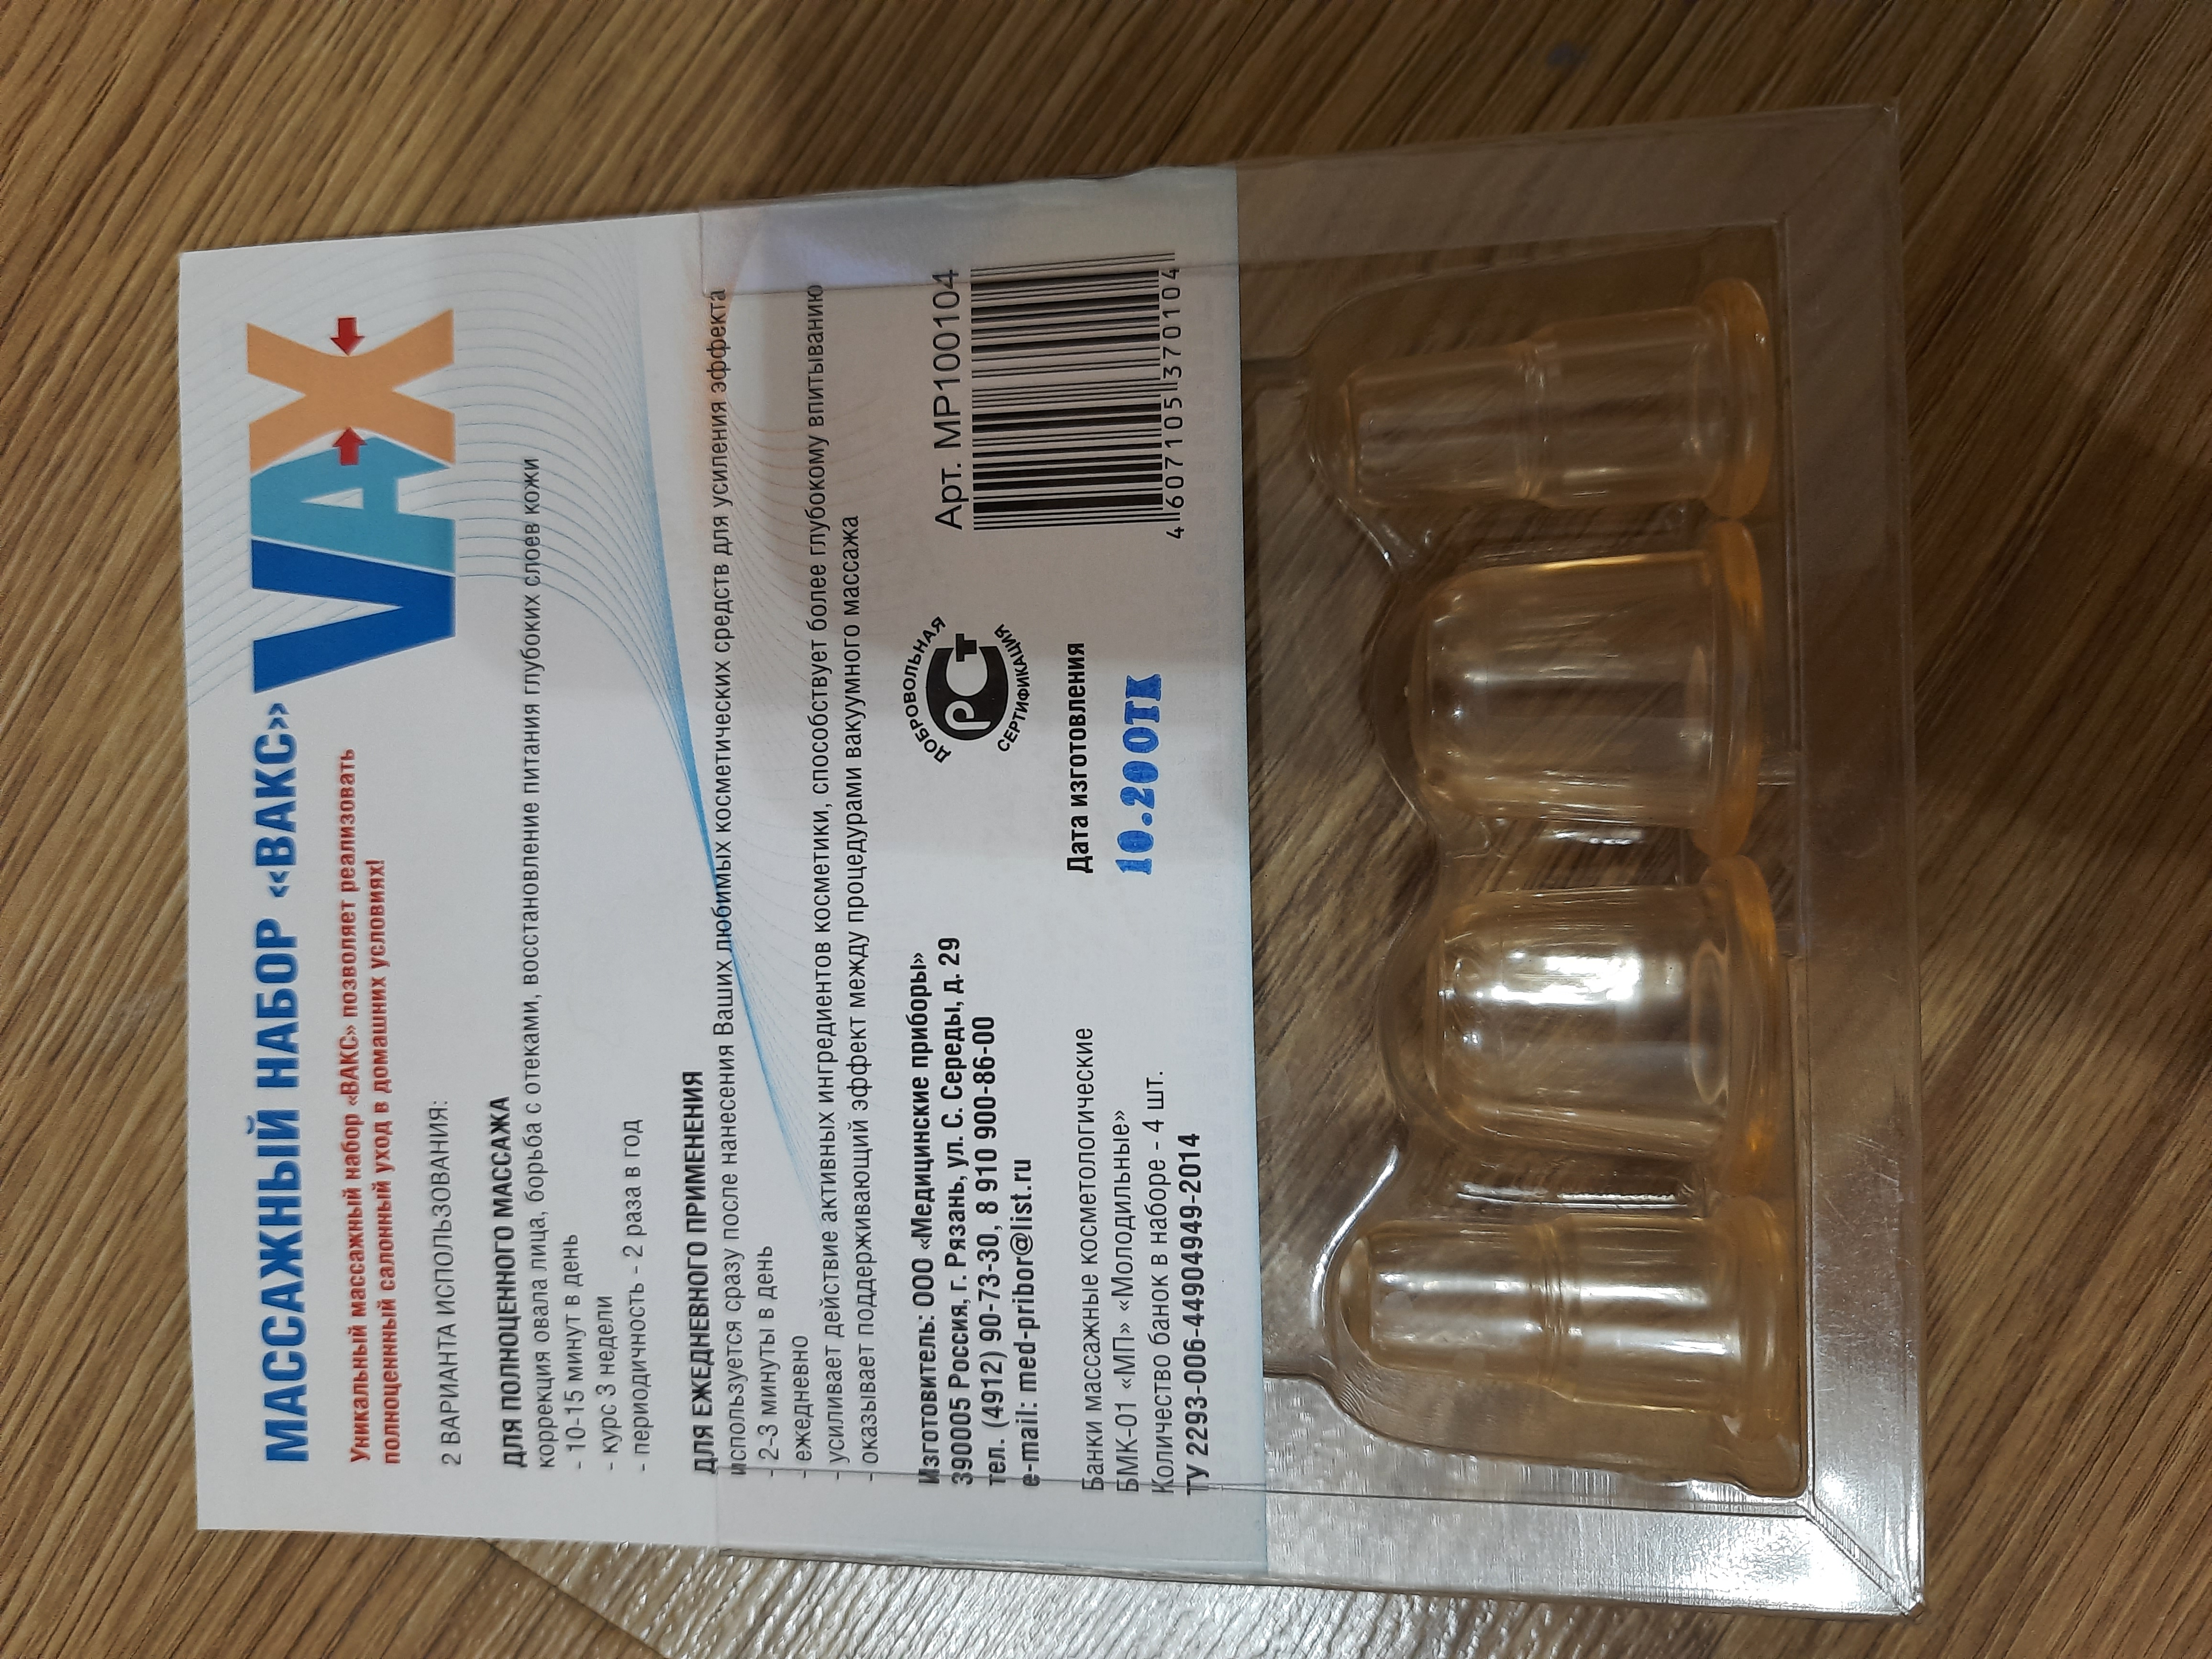 МАССАЖНЫЙ НАБОР «ВАКС»
VAX
Уникальный массажный набор «ВАКС» позволяет реализовать
полноценный салонный уход в домашних условиях!
2 ВАРИАНТА ИСПОЛЬЗОВАНИЯ:
ДЛЯ ПОЛНОЦЕННОГО МАССАЖА
коррекция овала лица, борьба с отеками, восстановление питания глубоких слоев кожи
- 10-15 минут в день
- курс 3 недели
- периодичность - 2 раза в год
ДЛЯ ЕЖЕДНЕВНОГО ПРИМЕНЕНИЯ
используется сразу после нанесения Ваших любимых косметических средств для усиления эффекта
- 2-3 минуты в день
- ежедневно
- усиливает действие активных ингредиентов косметики, способствует более глубокому впитыванию
- оказывает поддерживающий эффект между процедурами вакуумного массажа
Изготовитель: ООО «Медицинские приборы»
390005 Россия, г. Рязань, ул. С. Середы, д. 29
тел. (4912) 90-73-30, 8 910 900-86-00
e-mail: med-pribor@list.ru
Банки массажные косметологические
БМК-01 «МП» «Молодильные»
Количество банок в наборе - 4 шт.
ТУ 2293-006-44904949-2014
ДОБРОВОЛЬНАЯ
РСТ
СЕРТИФИКАЦИЯ
Дата изготовления
10.20 ОТК
Арт. МР100104
4 607105 370104